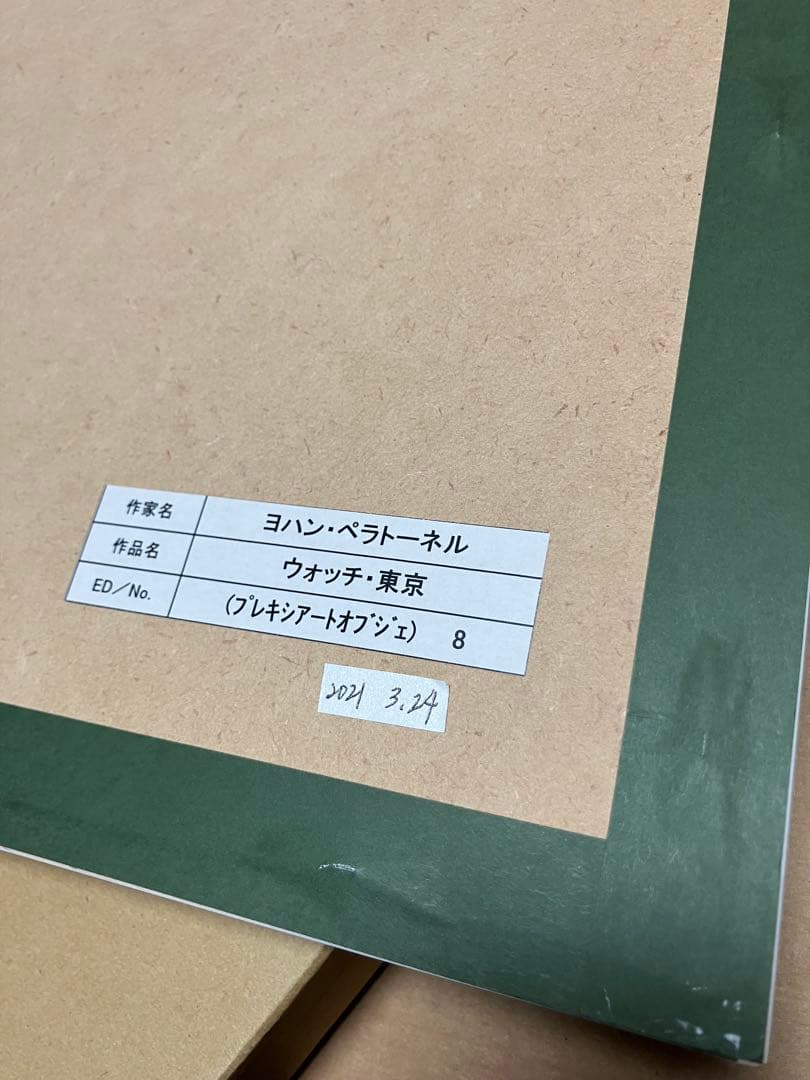 作家名 ヨハン・ペラトーネル
作品名 ウォッチ・東京
ED／No. (プレキシアートオブジェ) 8
2021 3.24